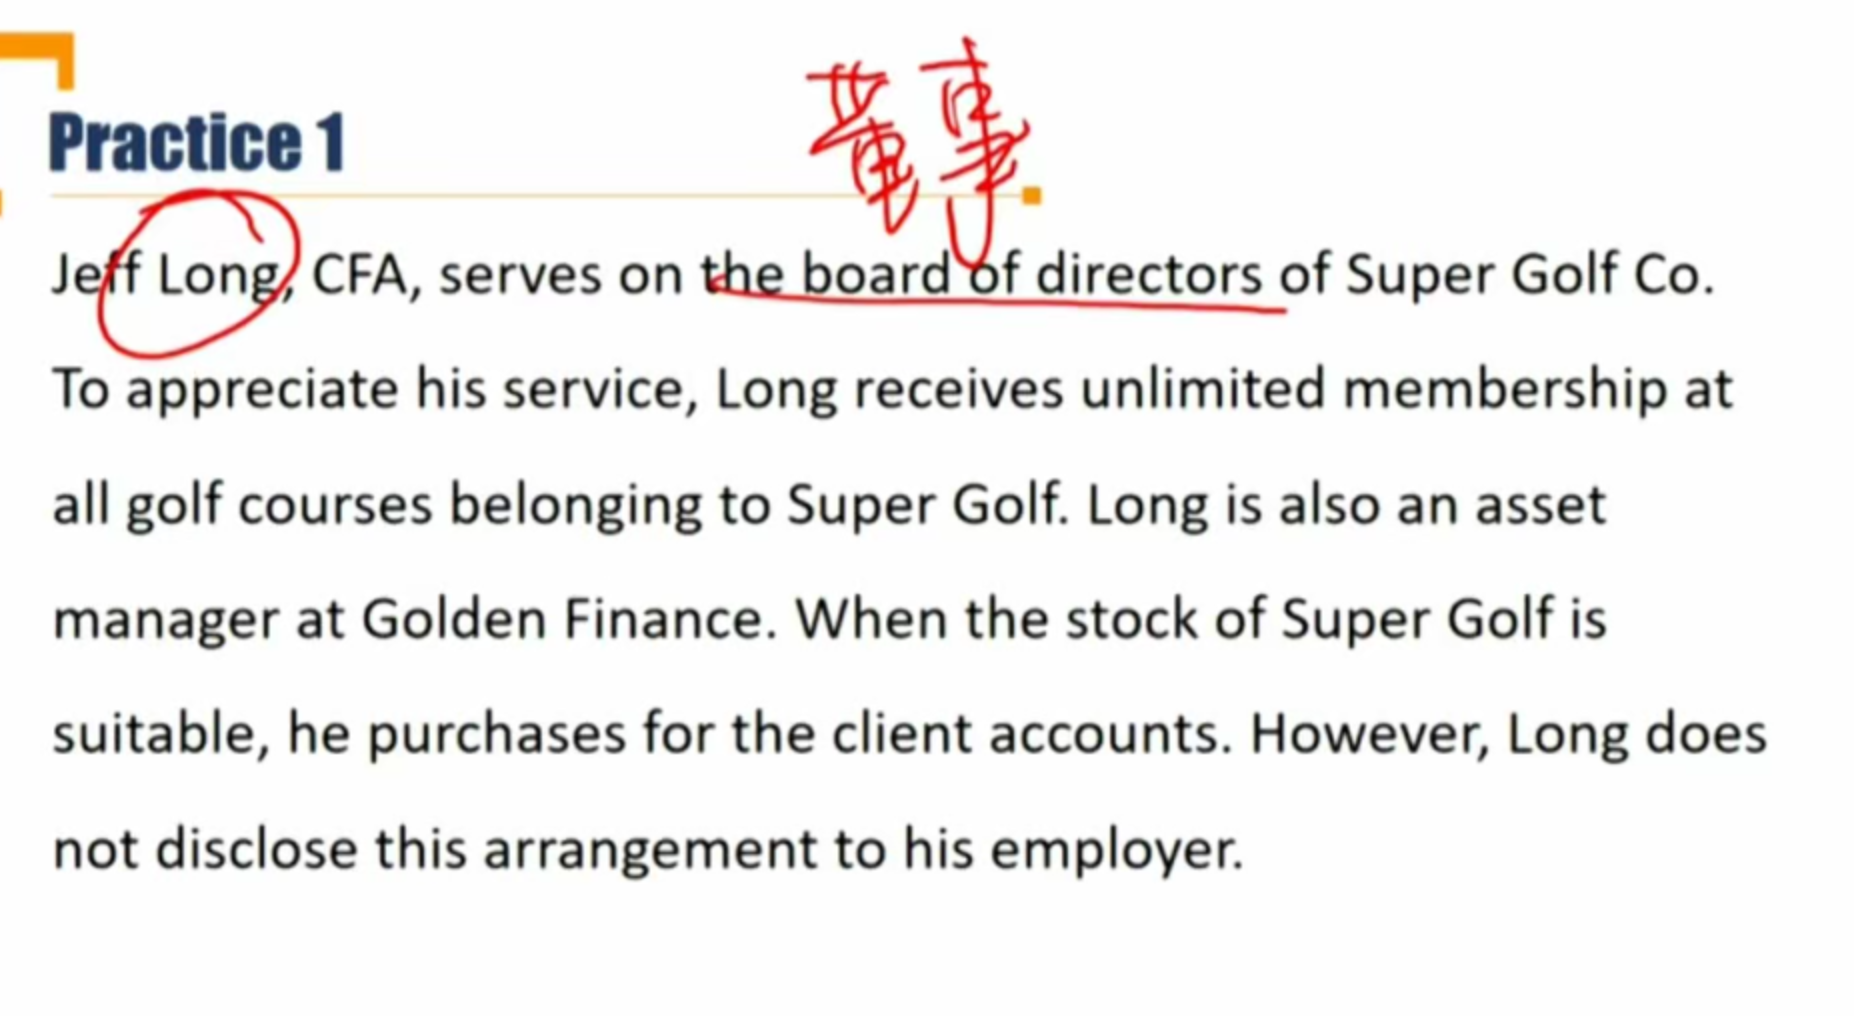 董事
Practice 1
Jeff Long, CFA, serves on the board of directors of Super Golf Co.
To appreciate his service, Long receives unlimited membership at
all golf courses belonging to Super Golf. Long is also an asset
manager at Golden Finance. When the stock of Super Golf is
suitable, he purchases for the client accounts. However, Long does
not disclose this arrangement to his employer.